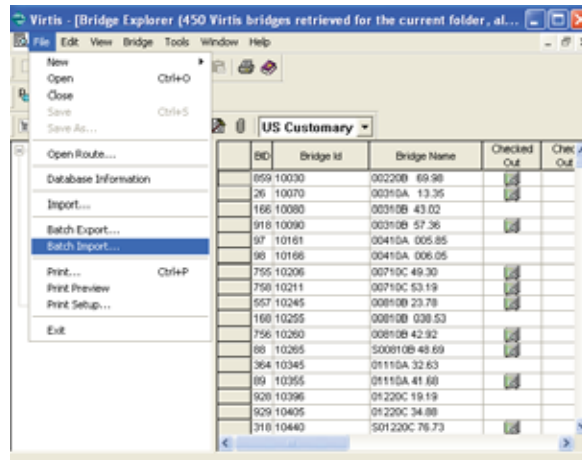 Virtis - [Bridge Explorer (450 Virtis bridges retrieved for the current folder, al...
File Edit View Bridge Tools Window Help
New
Open Ctrl+O
Close
Save Ctrl+S
Save As...
Open Route...
Database Information
Import...
Batch Export...
Batch Import...
Print... Ctrl+P
Print Preview
Print Setup...
Exit
US Customary
BID Bridge Id Bridge Name Checked Out Chec Out
859 10030 00220B 69.98
26 10070 00310A 13.35
166 10080 00310B 43.02
918 10090 00310B 57.36
97 10161 00410A 005.85
98 10166 00410A 006.05
755 10206 00710C 49.30
758 10211 00710C 53.19
557 10245 00810B 23.78
168 10255 00810B 038.53
756 10260 00810B 42.92
88 10265 S00810B 48.69
364 10345 01110A 32.63
89 10355 01110A 41.68
928 10396 01220C 19.19
929 10405 01220C 34.88
318 10440 S01220C 76.73